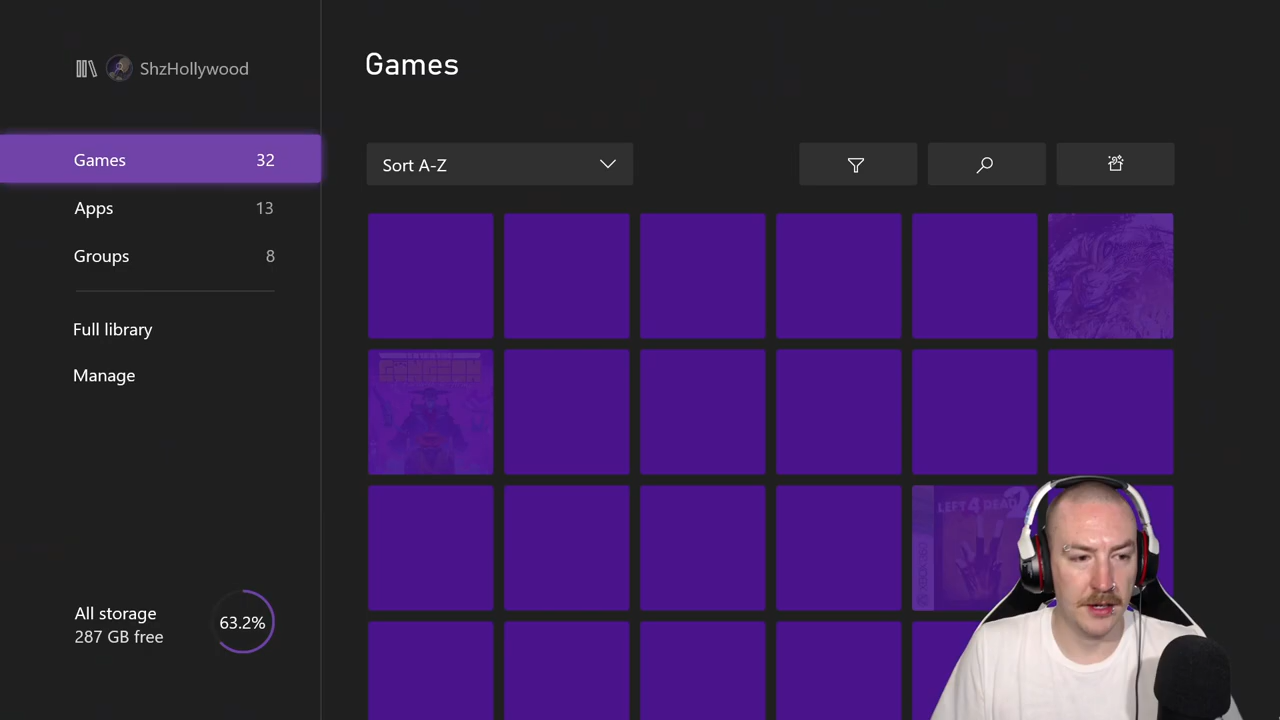 ShzHollywood
Games
Games 32
Apps 13
Groups 8
Full library
Manage
Sort A-Z
LEFT 4 DEAD 2
All storage
287 GB free
63.2%